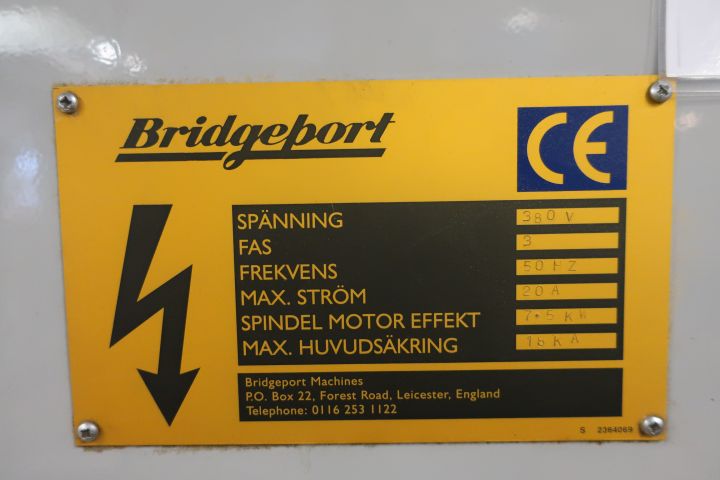 Bridgeport
CE
SPÄNNING 380 V
FAS 3
FREKVENS 50 HZ
MAX. STRÖM 20 A
SPINDEL MOTOR EFFEKT 7.5 KW
MAX. HUVUDSÄKRING 16 KA
Bridgeport Machines
P.O. Box 22, Forest Road, Leicester, England
Telephone: 0116 253 1122
S 2364069